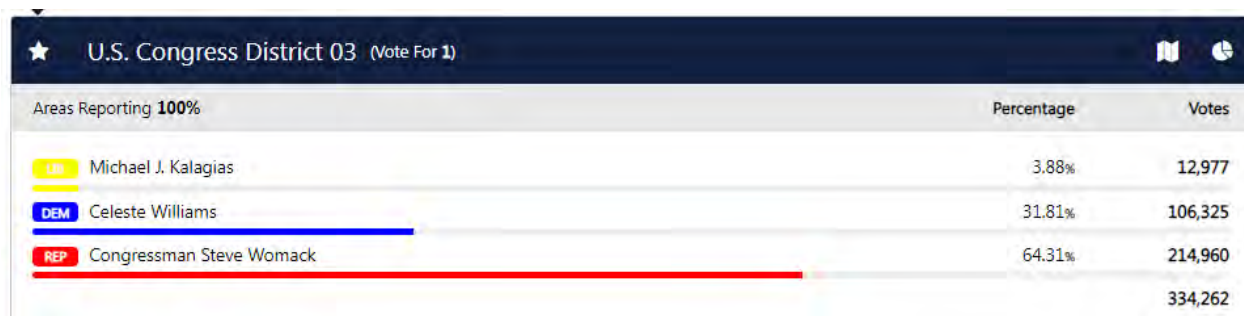 U.S. Congress District 03 (Vote For 1)
Areas Reporting 100% Percentage Votes
LIB Michael J. Kalagias 3.88% 12,977
DEM Celeste Williams 31.81% 106,325
REP Congressman Steve Womack 64.31% 214,960
334,262